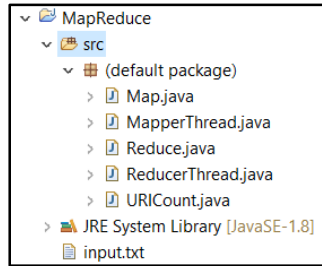 MapReduce
src
(default package)
Map.java
MapperThread.java
Reduce.java
ReducerThread.java
URICount.java
JRE System Library [JavaSE-1.8]
input.txt